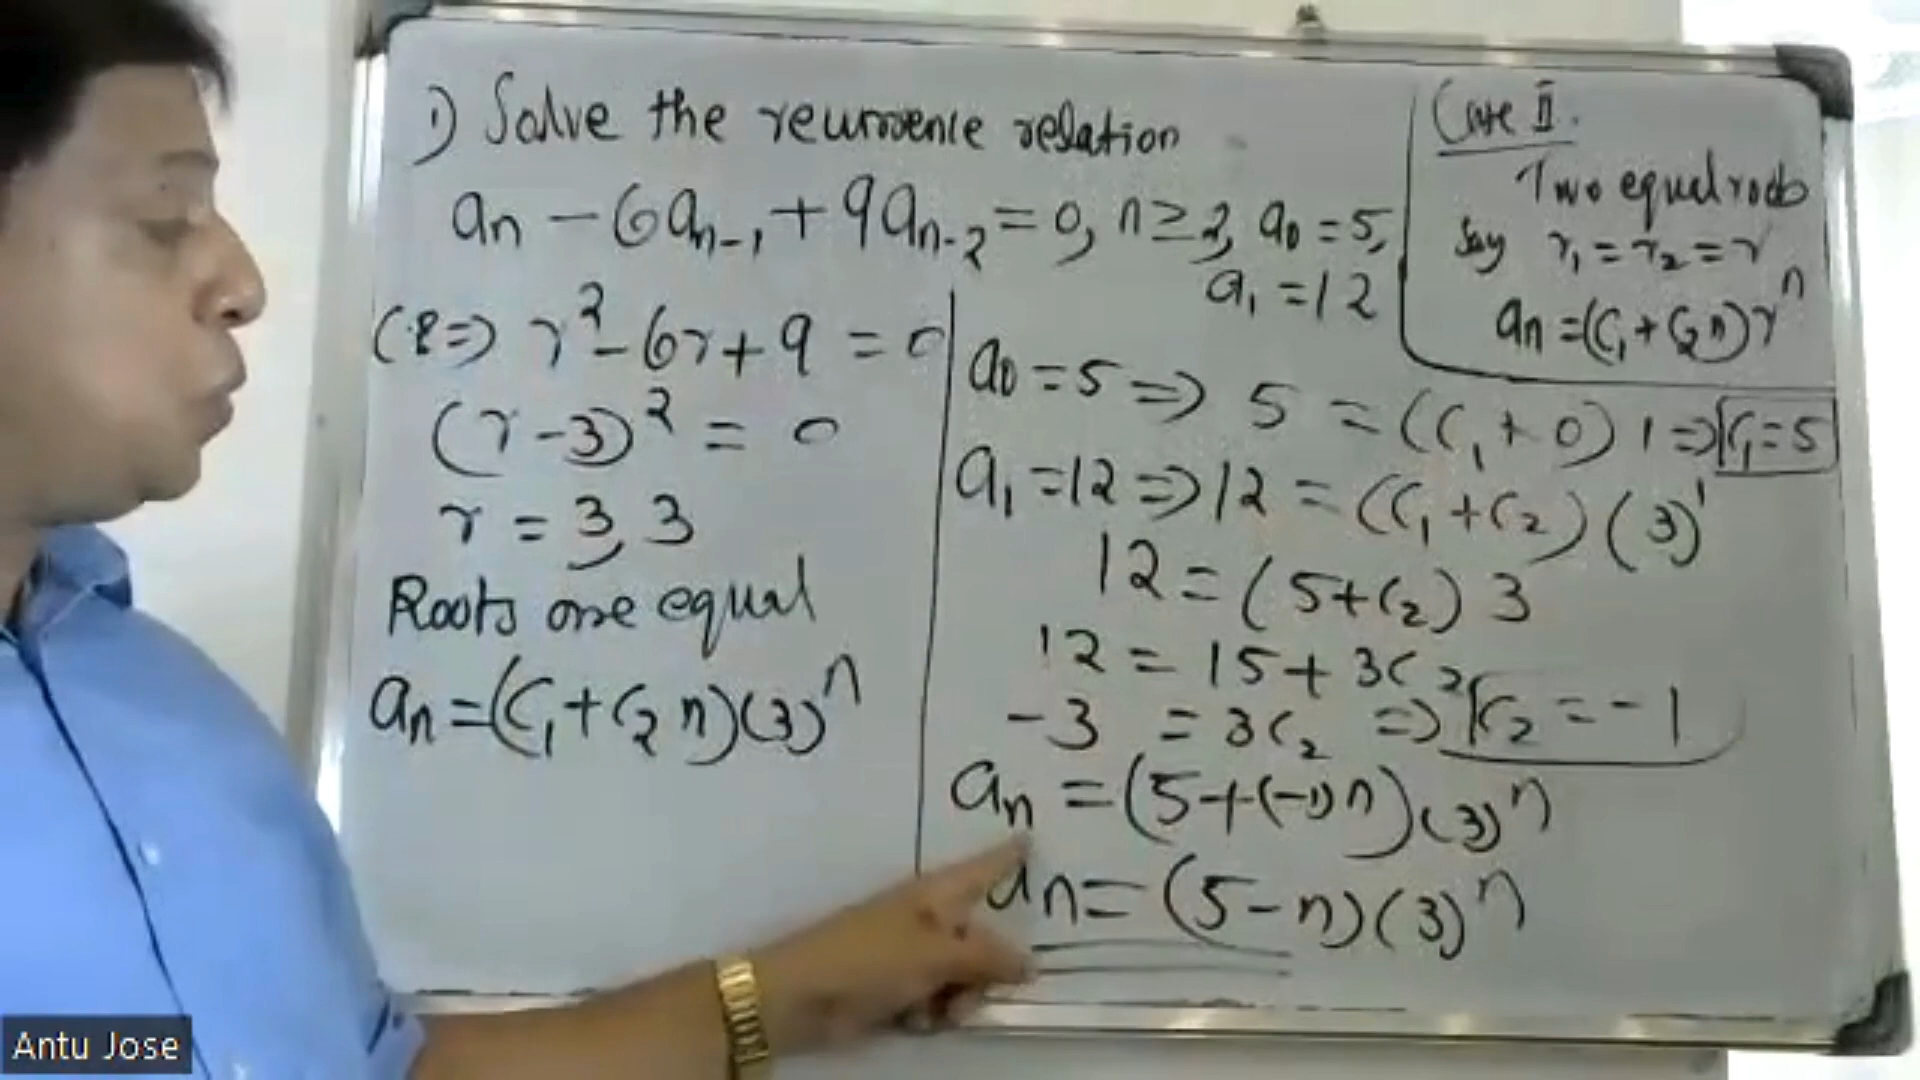 1) Solve the recurrence relation
aₙ − 6aₙ₋₁ + 9aₙ₋₂ = 0, n ≥ 2, a₀ = 5,
a₁ = 12
Case II.
Two equal roots
Say r₁ = r₂ = r
aₙ = (C₁ + C₂ n) rⁿ
C.E ⇒ r² − 6r + 9 = 0
(r − 3)² = 0
r = 3, 3
Roots are equal
aₙ = (C₁ + C₂ n)(3)ⁿ
a₀ = 5 ⇒ 5 = (C₁ + 0) 1 ⇒ C₁ = 5
a₁ = 12 ⇒ 12 = (C₁ + C₂) (3)¹
12 = (5 + C₂) 3
12 = 15 + 3C₂
−3 = 3C₂ ⇒ C₂ = −1
aₙ = (5 + (−1)n)(3)ⁿ
aₙ = (5 − n)(3)ⁿ
Antu Jose